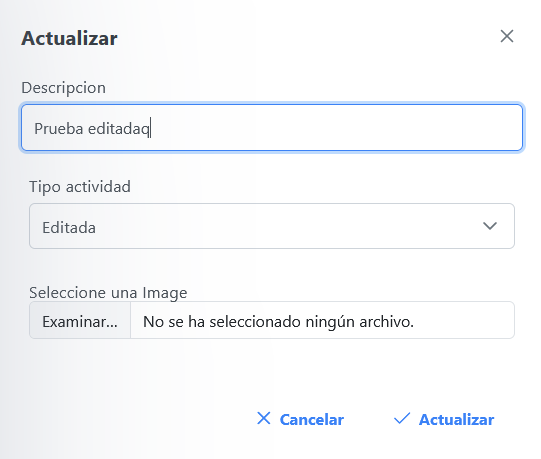 Actualizar
Descripcion
Prueba editadaq
Tipo actividad
Editada
Seleccione una Image
Examinar... No se ha seleccionado ningún archivo.
Cancelar Actualizar